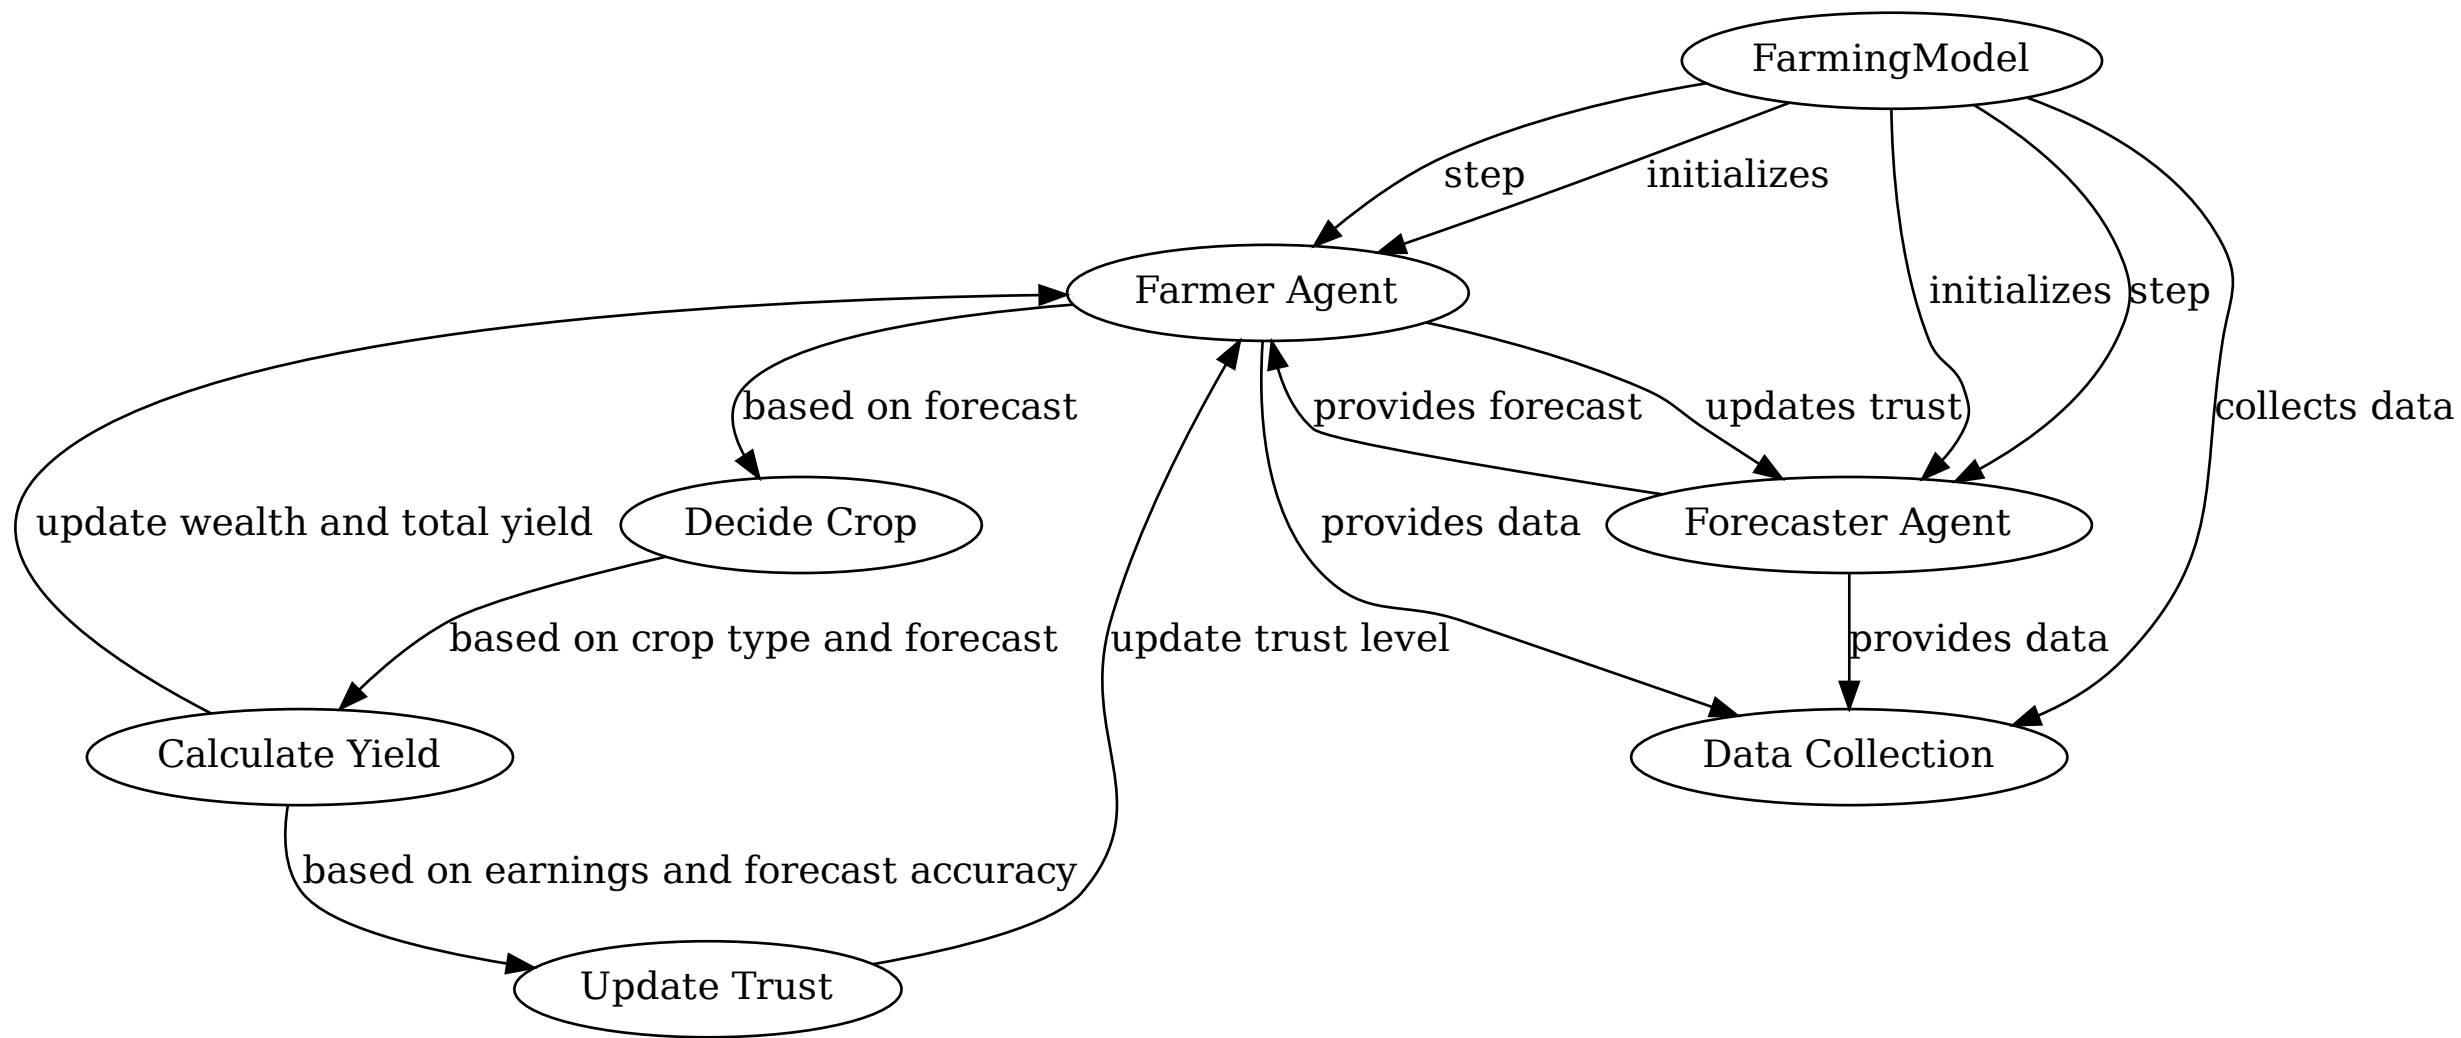 FarmingModel
step
initializes
Farmer Agent
initializes
step
based on forecast
provides forecast
updates trust
collects data
update wealth and total yield
Decide Crop
provides data
Forecaster Agent
based on crop type and forecast
update trust level
provides data
Calculate Yield
Data Collection
based on earnings and forecast accuracy
Update Trust